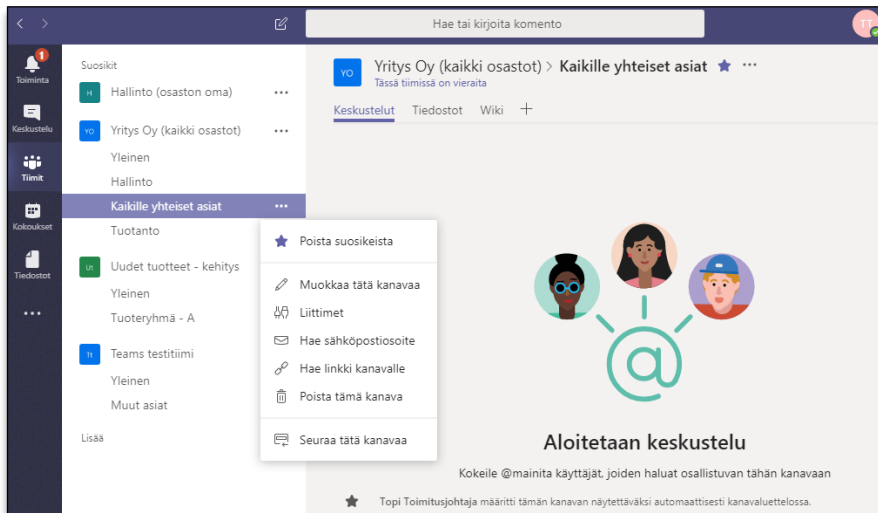 Hae tai kirjoita komento
TT
1
Toiminta
Keskustelu
Tiimit
Kokoukset
Tiedostot
Suosikit
H Hallinto (osaston oma)
YO Yritys Oy (kaikki osastot)
Yleinen
Hallinto
Kaikille yhteiset asiat
Tuotanto
Ut Uudet tuotteet - kehitys
Yleinen
Tuoteryhmä - A
Tt Teams testitiimi
Yleinen
Muut asiat
Lisää
Poista suosikeista
Muokkaa tätä kanavaa
Liittimet
Hae sähköpostiosoite
Hae linkki kanavalle
Poista tämä kanava
Seuraa tätä kanavaa
YO Yritys Oy (kaikki osastot) > Kaikille yhteiset asiat
Tässä tiimissä on vieraita
Keskustelut Tiedostot Wiki
@
Aloitetaan keskustelu
Kokeile @mainita käyttäjät, joiden haluat osallistuvan tähän kanavaan
Topi Toimitusjohtaja määritti tämän kanavan näytettäväksi automaattisesti kanavaluettelossa.